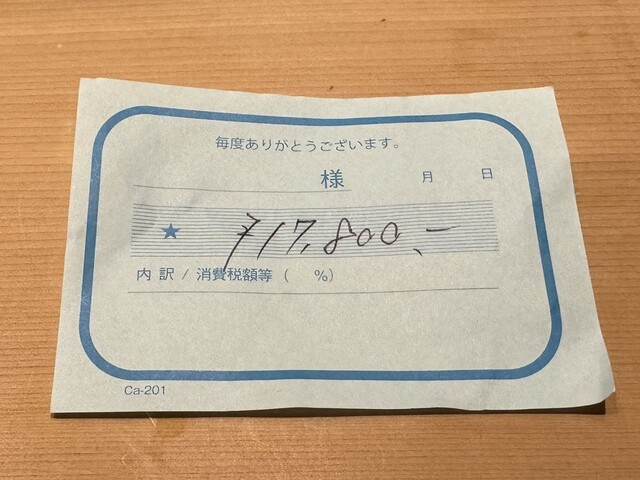 毎度ありがとうございます。
様 月 日
★ ¥17,800,-
内 訳 / 消費税額等 ( %)
Ca-201